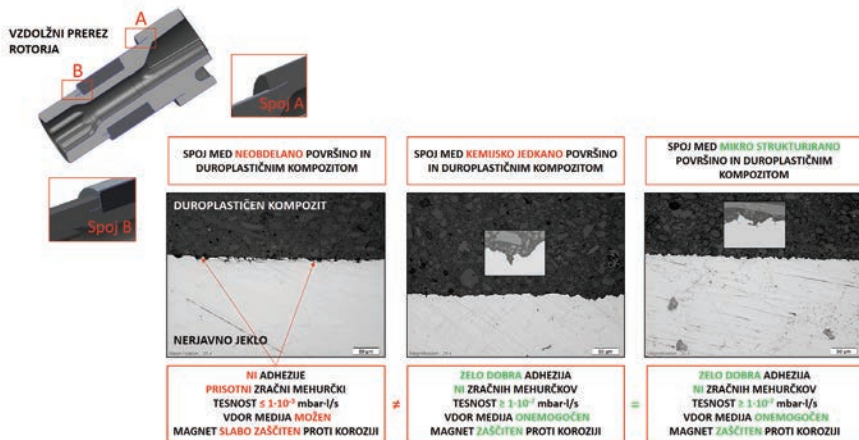 VZDOLŽNI PREREZ
ROTORJA
A
B
Spoj A
Spoj B
SPOJ MED NEOBDELANO POVRŠINO IN
DUROPLASTIČNIM KOMPOZITOM
SPOJ MED KEMIJSKO JEDKANO POVRŠINO
IN DUROPLASTIČNIM KOMPOZITOM
SPOJ MED MIKRO STRUKTURIRANO
POVRŠINO IN DUROPLASTIČNIM
KOMPOZITOM
DUROPLASTIČEN KOMPOZIT
NERJAVNO JEKLO
NI ADHEZIJE
PRISOTNI ZRAČNI MEHURČKI
TESNOST ≤ 1·10⁻³ mbar·l/s
VDOR MEDIJA MOŽEN
MAGNET SLABO ZAŠČITEN PROTI KOROZIJI
≠
ZELO DOBRA ADHEZIJA
NI ZRAČNIH MEHURČKOV
TESNOST ≥ 1·10⁻⁷ mbar·l/s
VDOR MEDIJA ONEMOGOČEN
MAGNET ZAŠČITEN PROTI KOROZIJI
=
ZELO DOBRA ADHEZIJA
NI ZRAČNIH MEHURČKOV
TESNOST ≥ 1·10⁻⁷ mbar·l/s
VDOR MEDIJA ONEMOGOČEN
MAGNET ZAŠČITEN PROTI KOROZIJI